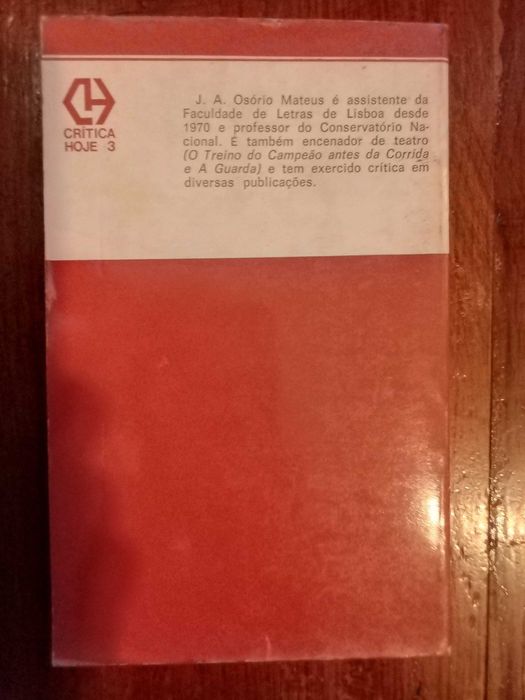 CRÍTICA
HOJE 3
J. A. Osório Mateus é assistente da
Faculdade de Letras de Lisboa desde
1970 e professor do Conservatório Na-
cional. É também encenador de teatro
(O Treino do Campeão antes da Corrida
e A Guarda) e tem exercido crítica em
diversas publicações.